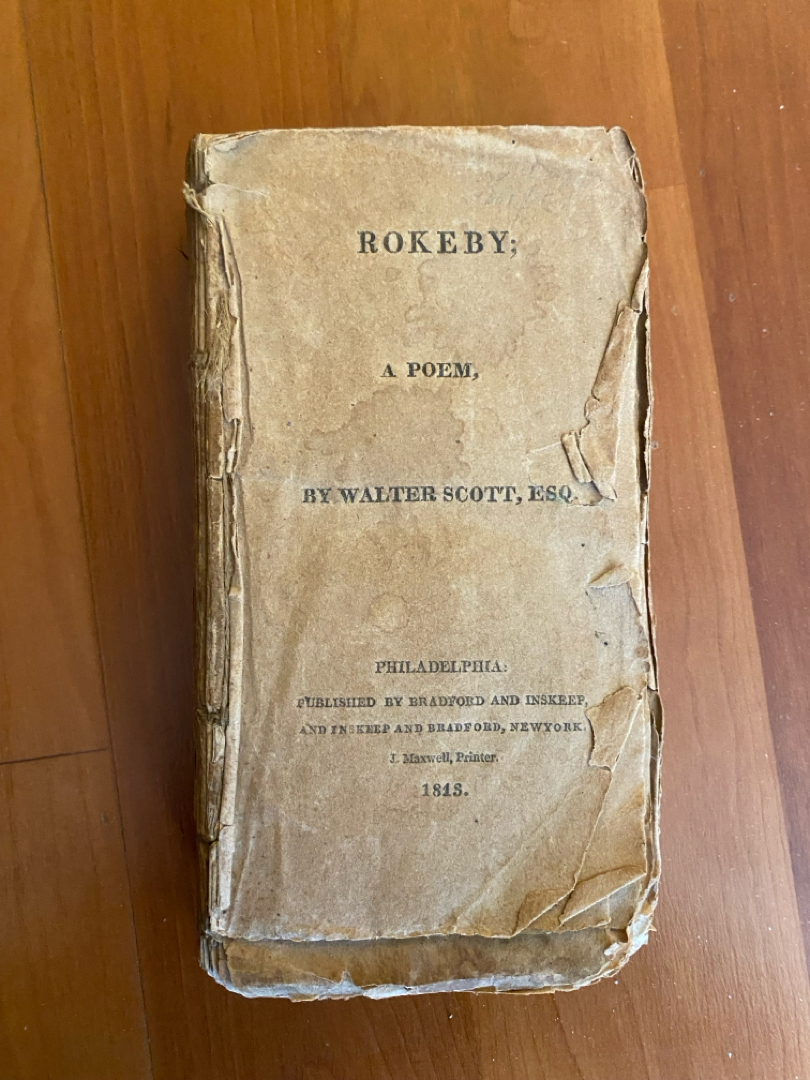 ROKEBY;
A POEM,
BY WALTER SCOTT, ESQ.
PHILADELPHIA:
PUBLISHED BY BRADFORD AND INSKEEP,
AND INSKEEP AND BRADFORD, NEWYORK.
J. Maxwell, Printer.
1813.